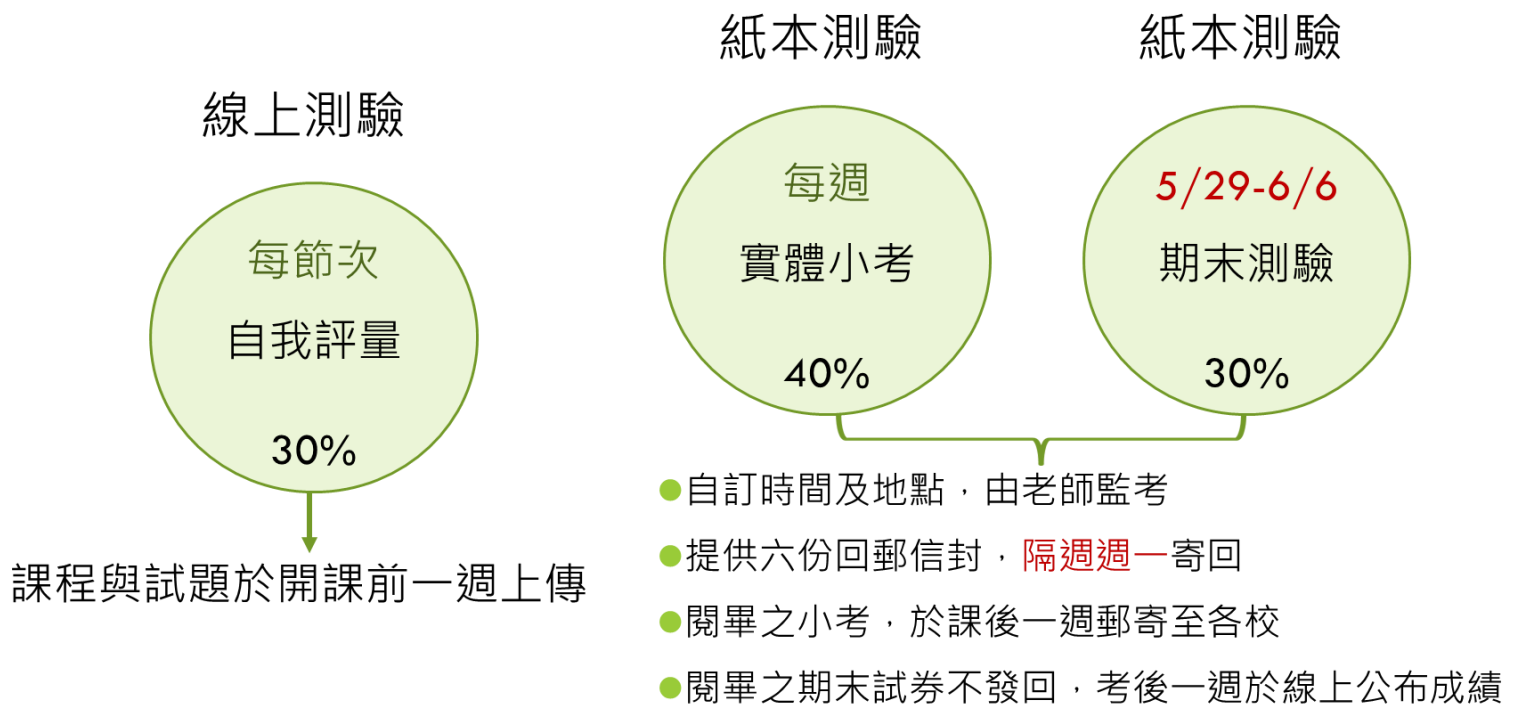 線上測驗
每節次
自我評量
30%
課程與試題於開課前一週上傳
紙本測驗
每週
實體小考
40%
紙本測驗
5/29-6/6
期末測驗
30%
自訂時間及地點，由老師監考
提供六份回郵信封，隔週週一寄回
閱畢之小考，於課後一週郵寄至各校
閱畢之期末試券不發回，考後一週於線上公布成績